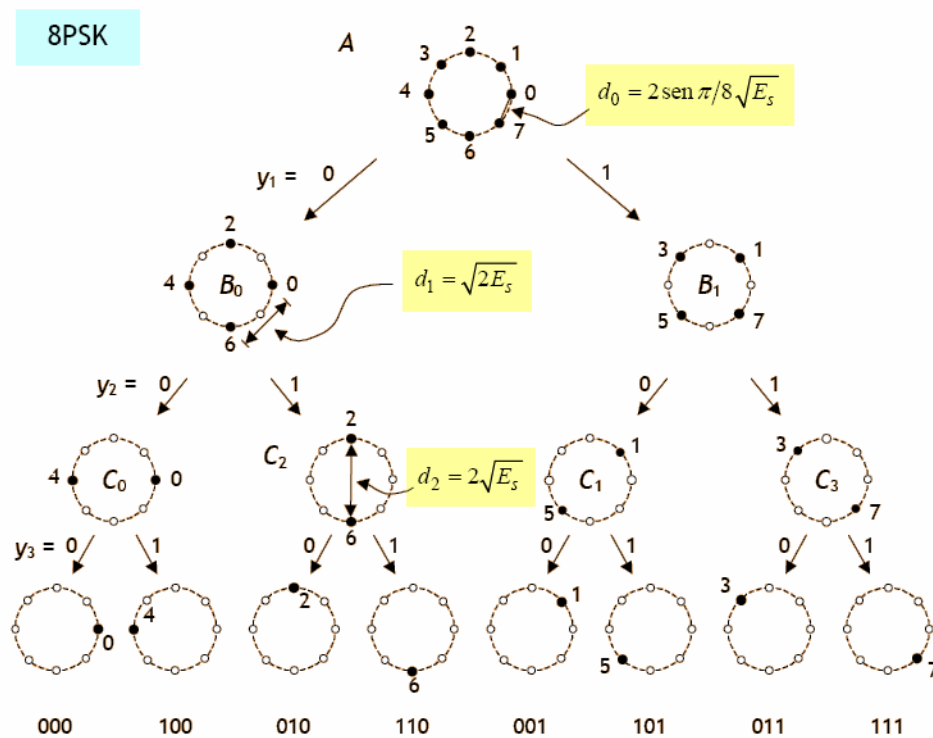 8PSK
A
2
3
1
4
0
5
7
6
d₀ = 2 sen π/8 √Eₛ
y₁ = 0
1
2
4
B₀
0
6
d₁ = √2Eₛ
3
1
B₁
5
7
y₂ = 0
1
0
1
4
C₀
0
C₂
2
6
d₂ = 2√Eₛ
1
C₁
5
3
C₃
7
y₃ = 0
1
0
1
0
1
0
1
0
4
2
6
1
5
3
7
000 100 010 110 001 101 011 111